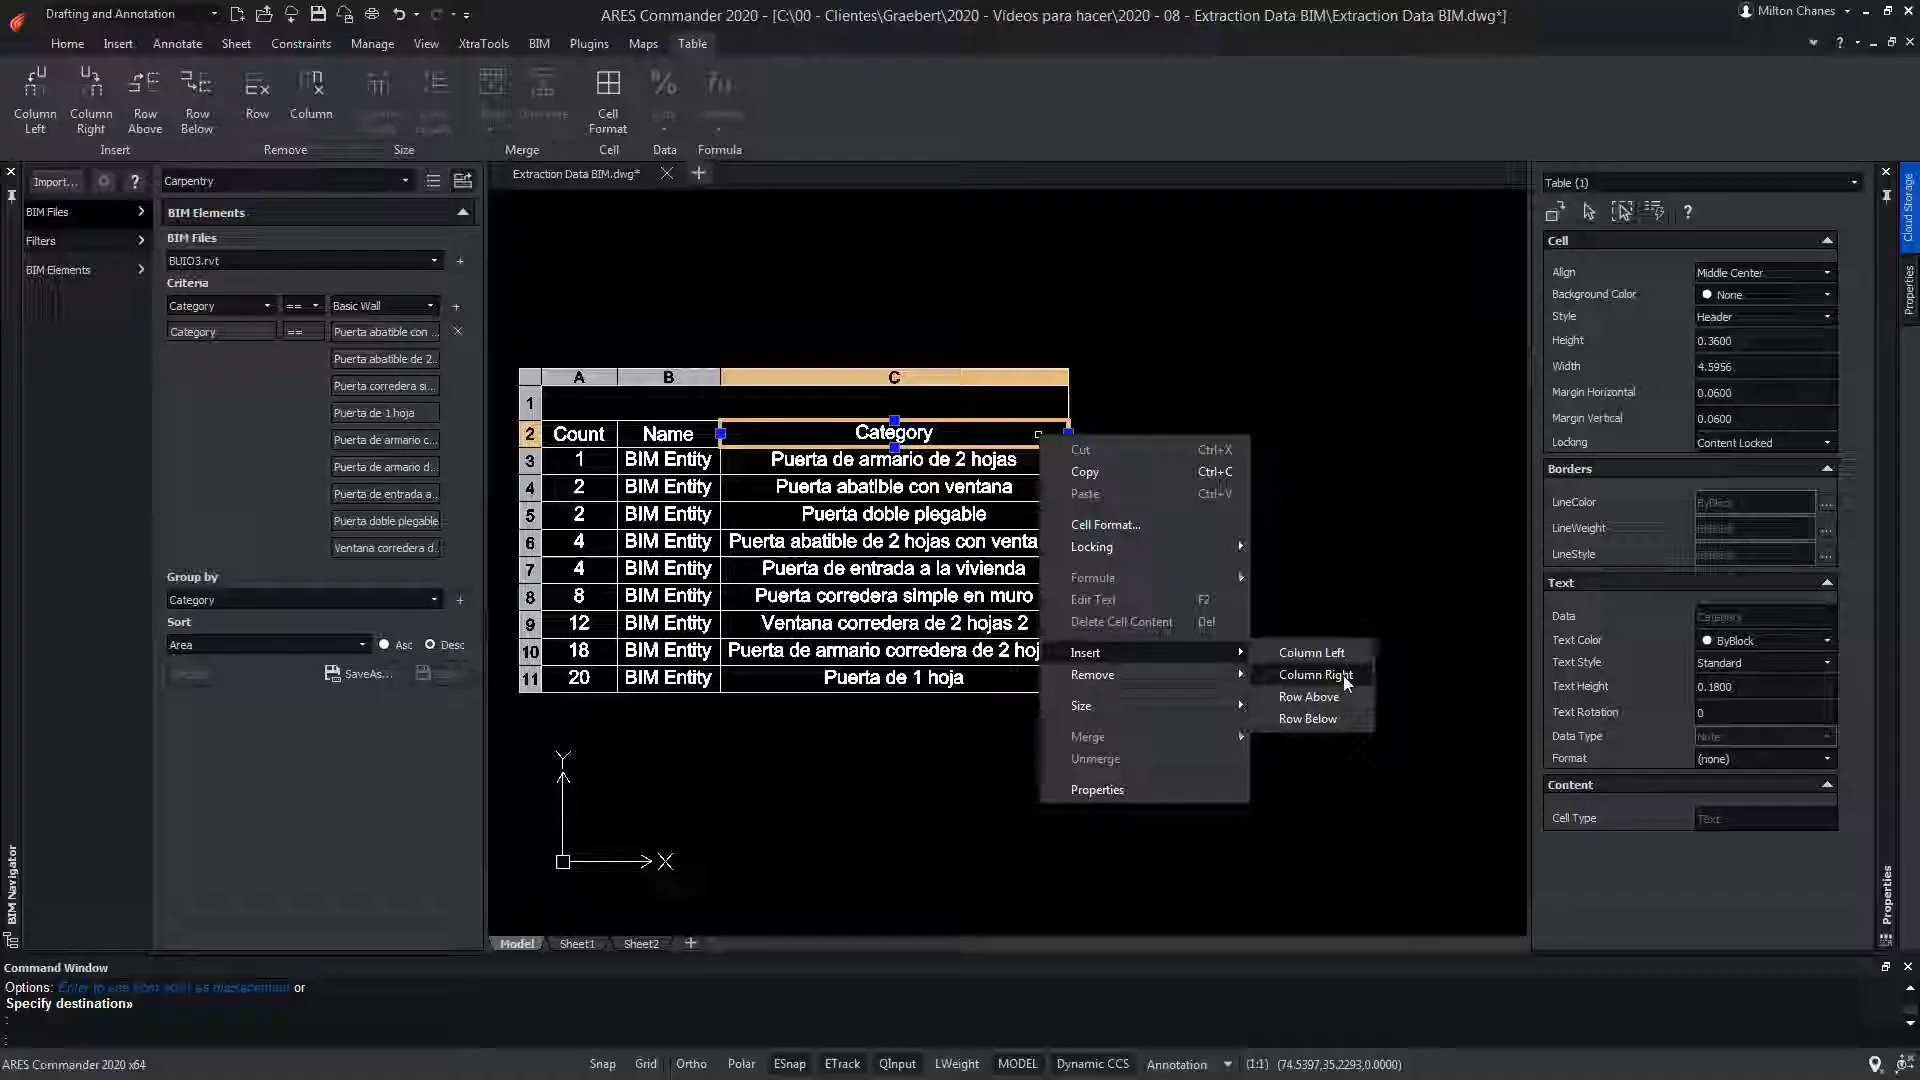 Drafting and Annotation
ARES Commander 2020 - [C:\00 - Clientes\Graebert\2020 - Vídeos para hacer\2020 - 08 - Extraction Data BIM\Extraction Data BIM.dwg*]
Milton Chanes
Home Insert Annotate Sheet Constraints Manage View XtraTools BIM Plugins Maps Table
Column Left
Column Right
Row Above
Row Below
Row
Column
Cell Format
Insert Remove Size Merge Cell Data Formula
Import...
BIM Files
Filters
BIM Elements
Carpentry
BIM Elements
BIM Files
BUIO3.rvt
Criteria
Category == Basic Wall
Category == Puerta abatible con ...
Puerta abatible de 2..
Puerta corredera si...
Puerta de 1 hoja
Puerta de armario c...
Puerta de armario d...
Puerta de entrada a..
Puerta doble plegable
Ventana corredera d..
Group by
Category
Sort
Area Asc Desc
SaveAs...
BIM Navigator
Extraction Data BIM.dwg*
A B C
1
2 Count Name Category
3 1 BIM Entity Puerta de armario de 2 hojas
4 2 BIM Entity Puerta abatible con ventana
5 2 BIM Entity Puerta doble plegable
6 4 BIM Entity Puerta abatible de 2 hojas con venta
7 4 BIM Entity Puerta de entrada a la vivienda
8 8 BIM Entity Puerta corredera simple en muro
9 12 BIM Entity Ventana corredera de 2 hojas 2
10 18 BIM Entity Puerta de armario corredera de 2 hoj
11 20 BIM Entity Puerta de 1 hoja
Y
X
Cut Ctrl+X
Copy Ctrl+C
Paste Ctrl+V
Cell Format...
Locking
Formula
Edit Text F2
Delete Cell Content Del
Insert
Remove
Size
Merge
Unmerge
Properties
Column Left
Column Right
Row Above
Row Below
Model Sheet1 Sheet2
Table (1)
Cell
Align Middle Center
Background Color None
Style Header
Height 0.3600
Width 4.5956
Margin Horizontal 0.0600
Margin Vertical 0.0600
Locking Content Locked
Borders
LineColor ByBlock
LineWeight
LineStyle
Text
Data Category
Text Color ByBlock
Text Style Standard
Text Height 0.1800
Text Rotation 0
Data Type
Format (none)
Content
Cell Type Text
Cloud Storage
Properties
Properties
Command Window
Options: Enter to use from point as displacement or
Specify destination»
:
:
ARES Commander 2020 x64
Snap Grid Ortho Polar ESnap ETrack QInput LWeight MODEL Dynamic CCS Annotation (1:1) (74.5397,35.2293,0.0000)